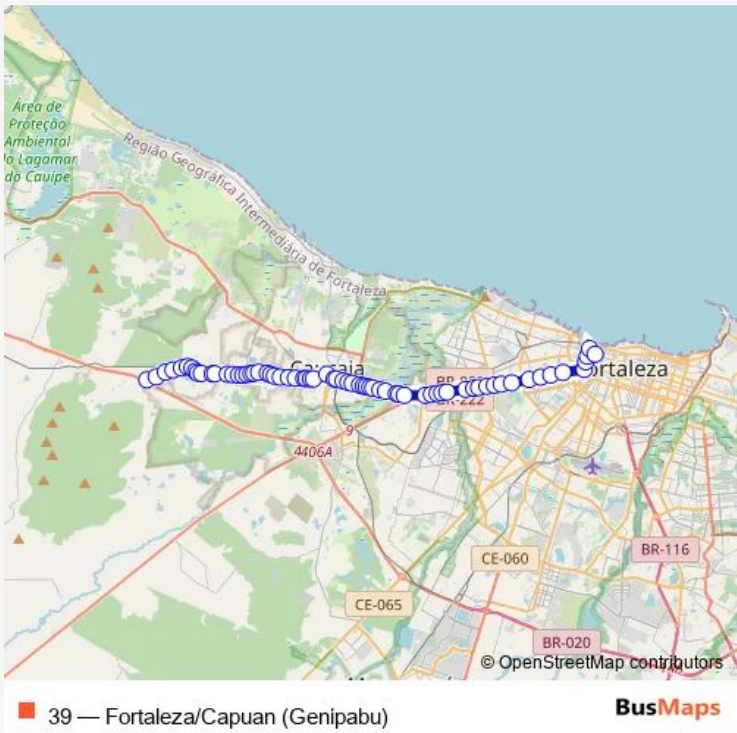 Área de
Proteção
Ambiental
do Lagamar
do Cauipe
Região Geográfica Intermediária de Fortaleza
Caucaia
Fortaleza
BR-222
9
4406A
BR-116
CE-060
CE-065
BR-020
© OpenStreetMap contributors
39 — Fortaleza/Capuan (Genipabu)
BusMaps